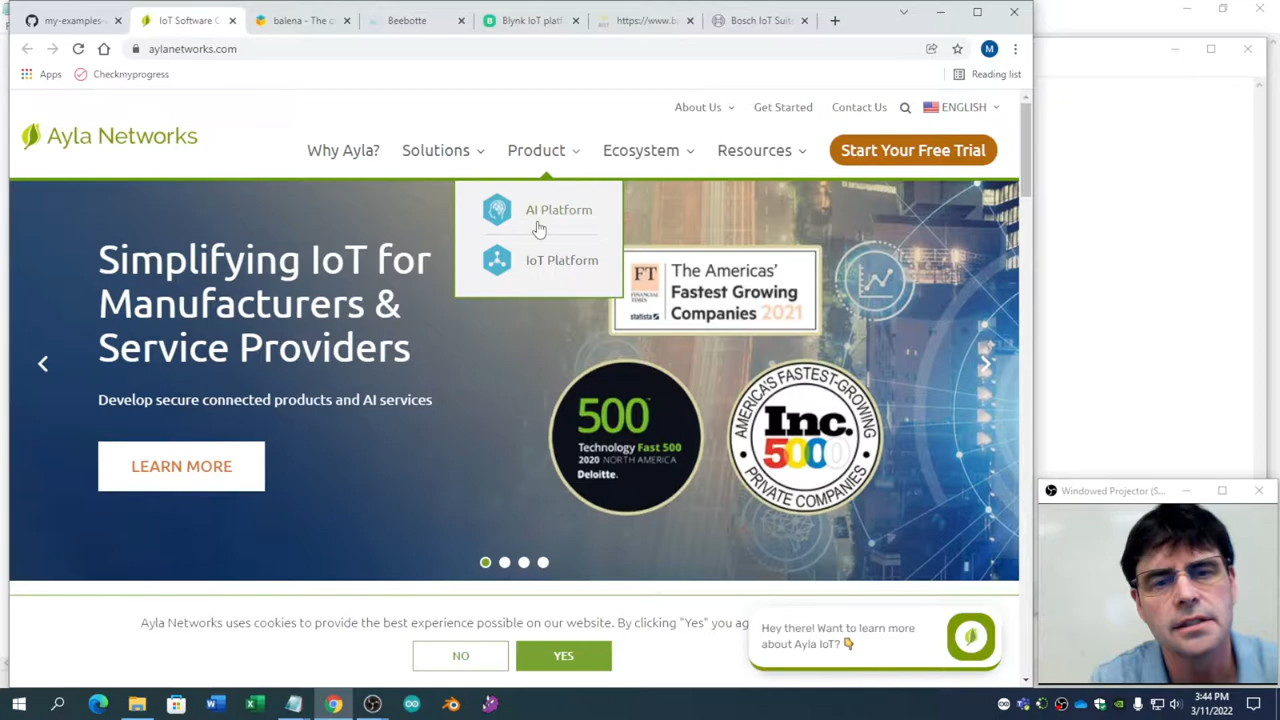 my-examples-
IoT Software C
balena - The c
Beebotte
Blynk IoT platf
https://www.b
Bosch IoT Suit
aylanetworks.com
M
Apps
Checkmyprogress
Reading list
About Us
Get Started
Contact Us
ENGLISH
Ayla Networks
Why Ayla?
Solutions
Product
Ecosystem
Resources
Start Your Free Trial
AI Platform
IoT Platform
Simplifying IoT for
Manufacturers &
Service Providers
Develop secure connected products and AI services
LEARN MORE
FT
FINANCIAL
TIMES
statista
The Americas'
Fastest Growing
Companies 2021
500
Technology Fast 500
2020 NORTH AMERICA
Deloitte.
AMERICA'S FASTEST-GROWING
Inc.
5000
PRIVATE COMPANIES
Windowed Projector (S...
Ayla Networks uses cookies to provide the best experience possible on our website. By clicking "Yes" you ag
NO
YES
Hey there! Want to learn more
about Ayla IoT? 👇
3:44 PM
3/11/2022